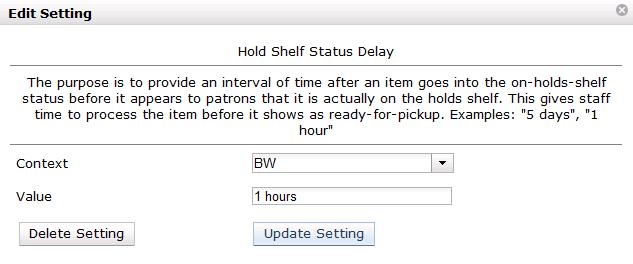 Edit Setting
Hold Shelf Status Delay
The purpose is to provide an interval of time after an item goes into the on-holds-shelf
status before it appears to patrons that it is actually on the holds shelf. This gives staff
time to process the item before it shows as ready-for-pickup. Examples: "5 days", "1
hour"
Context
BW
Value
1 hours
Delete Setting
Update Setting